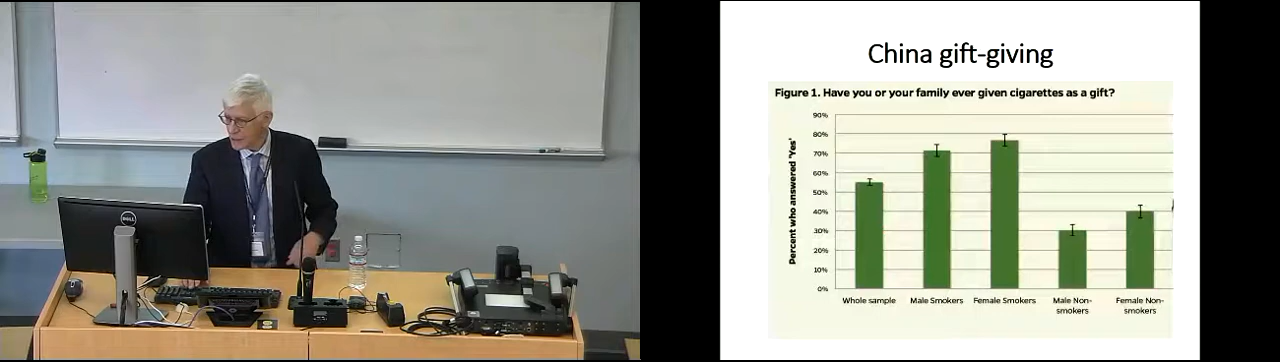 DELL
China gift-giving
Figure 1. Have you or your family ever given cigarettes as a gift?
Percent who answered 'Yes'
90%
80%
70%
60%
50%
40%
30%
20%
10%
0%
Whole sample
Male Smokers
Female Smokers
Male Non-
smokers
Female Non-
smokers